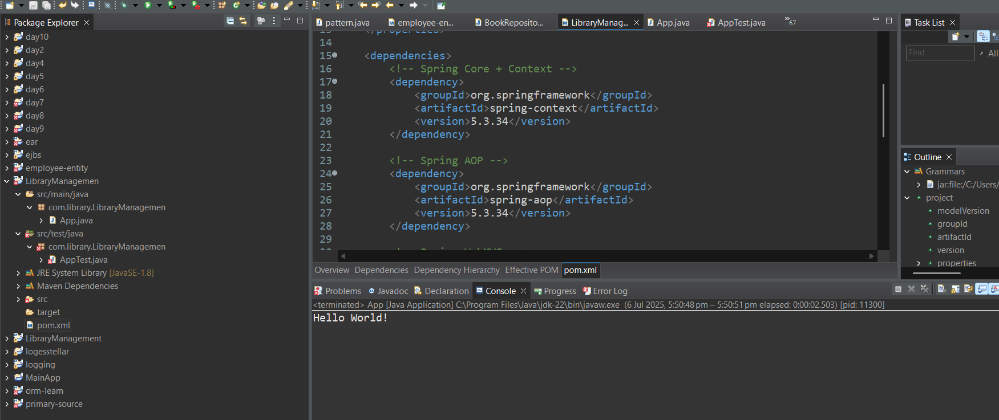 Package Explorer
day10
day2
day4
day5
day6
day7
day8
day9
ear
ejbs
employee-entity
LibraryManagemen
src/main/java
com.library.LibraryManagemen
App.java
src/test/java
com.library.LibraryManagemen
AppTest.java
JRE System Library [JavaSE-1.8]
Maven Dependencies
src
target
pom.xml
LibraryManagement
logesstellar
logging
MainApp
orm-learn
primary-source
pattern.java employee-en... BookReposito... LibraryManag... App.java AppTest.java »67
14
15 <dependencies>
16 <!-- Spring Core + Context -->
17 <dependency>
18 <groupId>org.springframework</groupId>
19 <artifactId>spring-context</artifactId>
20 <version>5.3.34</version>
21 </dependency>
22
23 <!-- Spring AOP -->
24 <dependency>
25 <groupId>org.springframework</groupId>
26 <artifactId>spring-aop</artifactId>
27 <version>5.3.34</version>
28 </dependency>
29
Overview Dependencies Dependency Hierarchy Effective POM pom.xml
Problems Javadoc Declaration Console Progress Error Log
<terminated> App [Java Application] C:\Program Files\Java\jdk-22\bin\javaw.exe (6 Jul 2025, 5:50:48 pm – 5:50:51 pm elapsed: 0:00:02.503) [pid: 11300]
Hello World!
Task List
Find
All
Outline
Grammars
jar:file:/C:/Users/
project
modelVersion
groupId
artifactId
version
properties